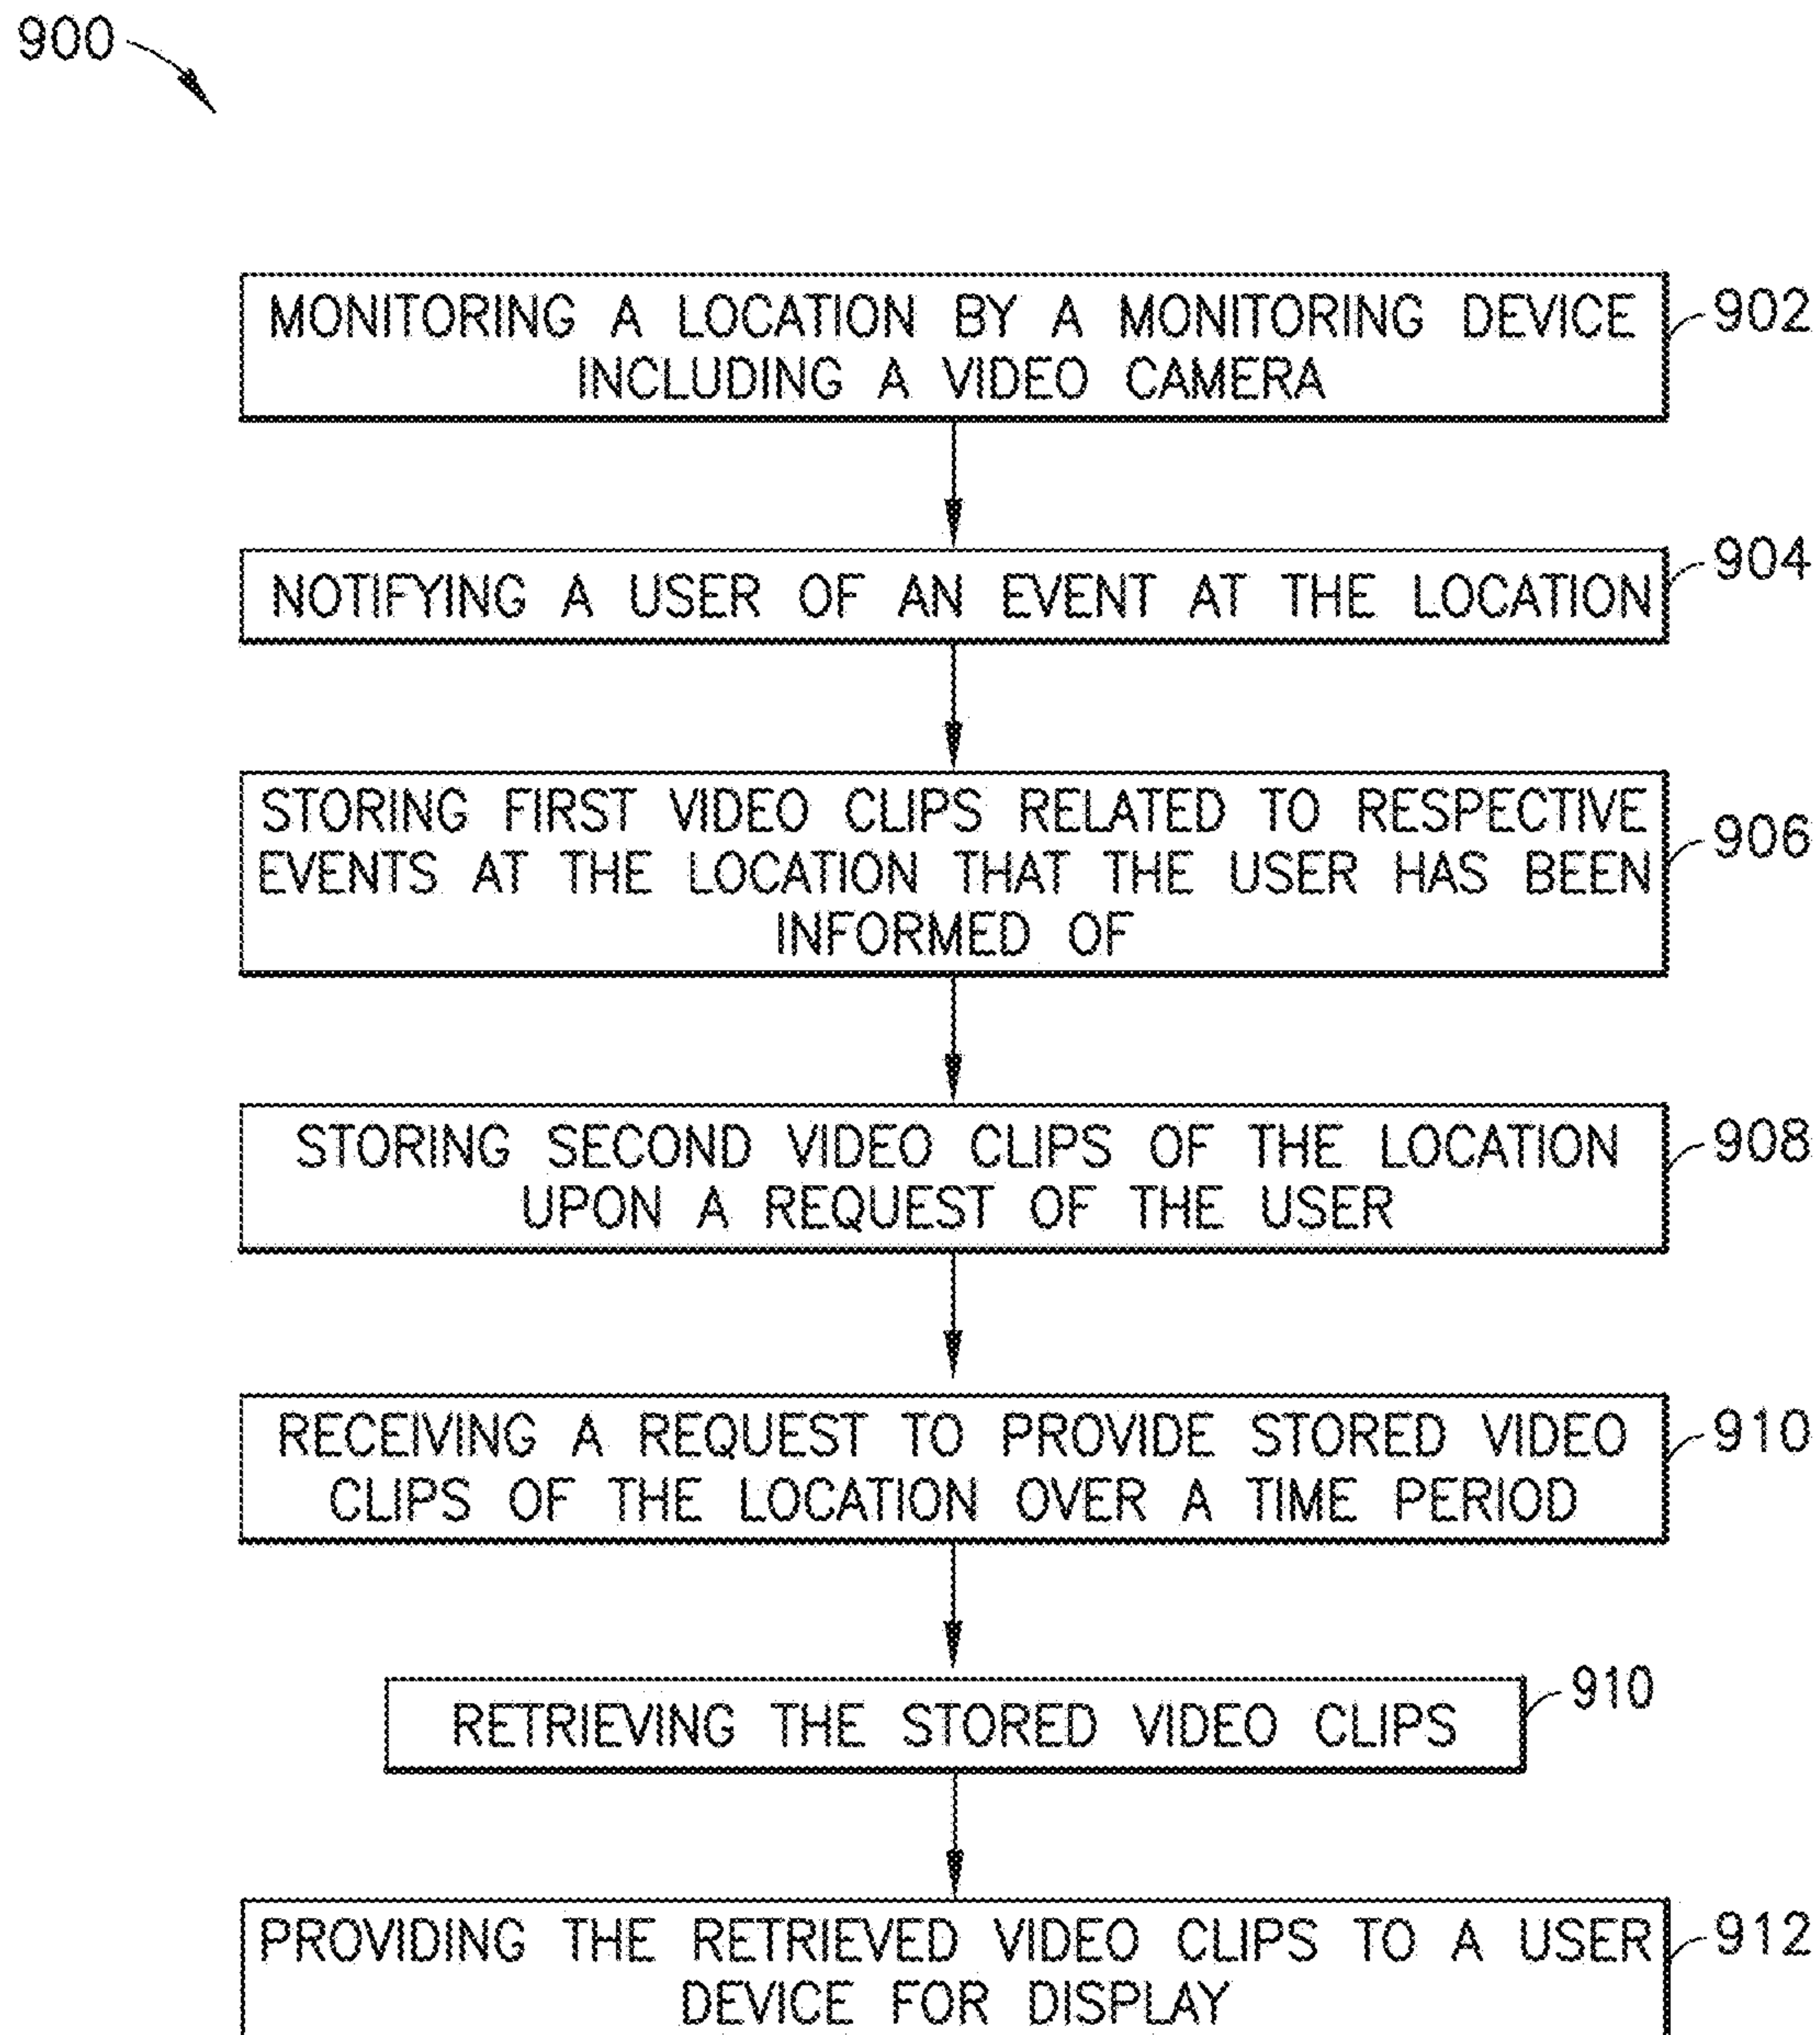 900
MONITORING A LOCATION BY A MONITORING DEVICE
INCLUDING A VIDEO CAMERA
902
NOTIFYING A USER OF AN EVENT AT THE LOCATION
904
STORING FIRST VIDEO CLIPS RELATED TO RESPECTIVE
EVENTS AT THE LOCATION THAT THE USER HAS BEEN
INFORMED OF
906
STORING SECOND VIDEO CLIPS OF THE LOCATION
UPON A REQUEST OF THE USER
908
RECEIVING A REQUEST TO PROVIDE STORED VIDEO
CLIPS OF THE LOCATION OVER A TIME PERIOD
910
RETRIEVING THE STORED VIDEO CLIPS
910
PROVIDING THE RETRIEVED VIDEO CLIPS TO A USER
DEVICE FOR DISPLAY
912